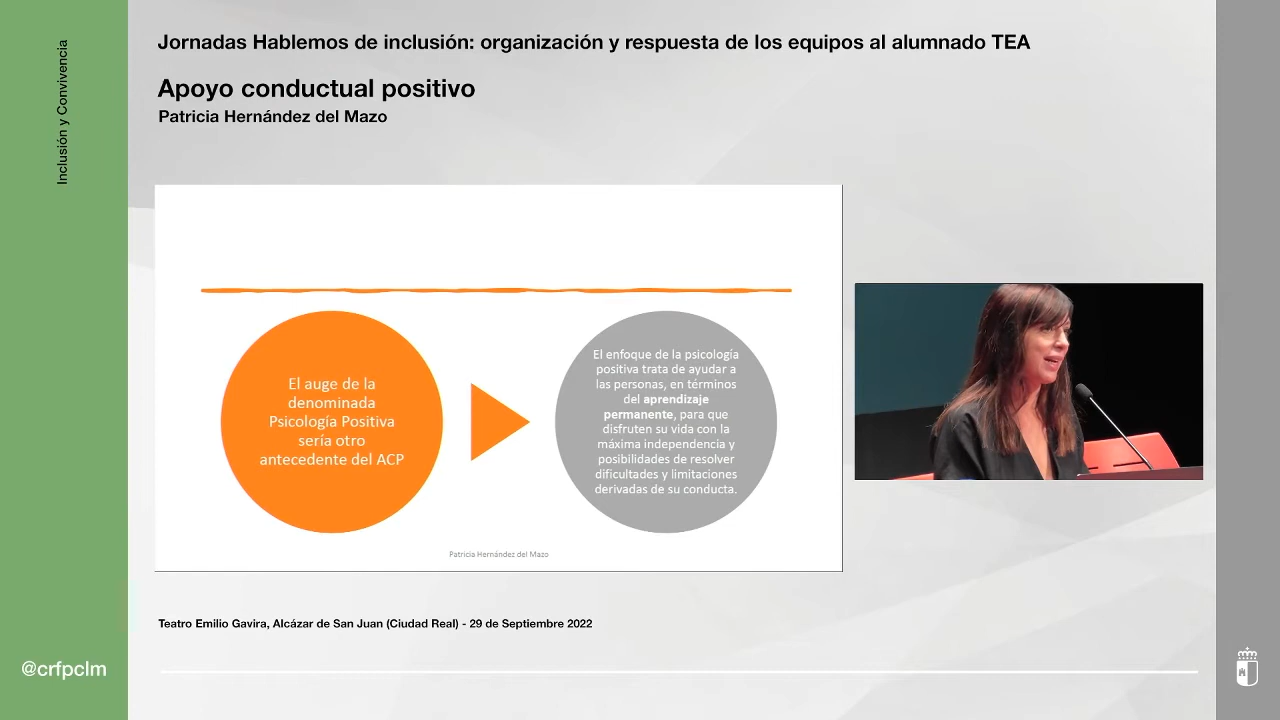 Inclusión y Convivencia
Jornadas Hablemos de inclusión: organización y respuesta de los equipos al alumnado TEA
Apoyo conductual positivo
Patricia Hernández del Mazo
El auge de la
denominada
Psicología Positiva
sería otro
antecedente del ACP
El enfoque de la psicología
positiva trata de ayudar a
las personas, en términos
del aprendizaje
permanente, para que
disfruten su vida con la
máxima independencia y
posibilidades de resolver
dificultades y limitaciones
derivadas de su conducta.
Patricia Hernández del Mazo
Teatro Emilio Gavira, Alcázar de San Juan (Ciudad Real) - 29 de Septiembre 2022
@crfpclm